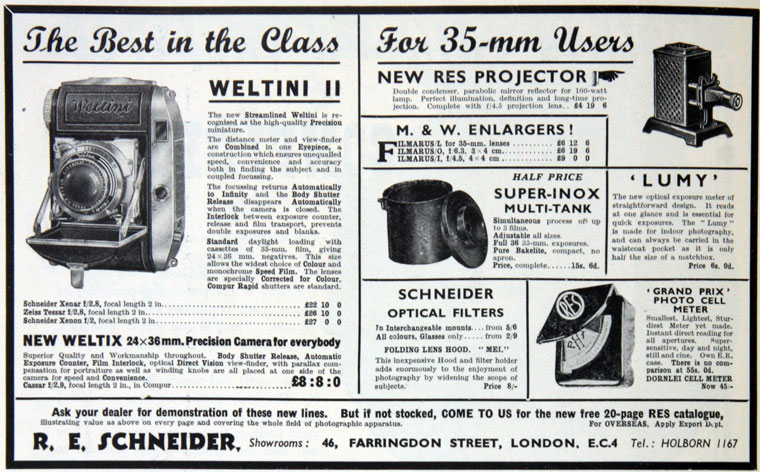 The Best in the Class
Weltini
WELTINI II
The new Streamlined Weltini is re-
cognised as the high-quality Precision
miniature.
The distance meter and view-finder
are Combined in one Eyepiece, a
construction which ensures unequalled
speed, convenience and accuracy
both in finding the subject and in
coupled focussing.
The focussing returns Automatically
to Infinity and the Body Shutter
Release disappears Automatically
when the camera is closed. The
Interlock between exposure counter,
release and film transport, prevents
double exposures and blanks.
Standard daylight loading with
cassettes of 35-mm. film, giving
24×36 mm. negatives. This size
allows the widest choice of Colour and
monochrome Speed Film. The lenses
are specially Corrected for Colour.
Compur Rapid shutters are standard.
Schneider Xenar f/2.8, focal length 2 in. £22 10 0
Zeiss Tessar f/2.8, focal length 2 in. £26 10 0
Schneider Xenon f/2, focal length 2 in. £27 0 0
NEW WELTIX 24×36mm. Precision Camera for everybody
Superior Quality and Workmanship throughout. Body Shutter Release, Automatic
Exposure Counter, Film Interlock, optical Direct Vision view-finder, with parallax com-
pensation for portraiture as well as winding knobs are all placed at one side of the
camera for speed and Convenience.
Cassar f/2.9, focal length 2 in., in Compur £8:8:0
For 35-mm Users
NEW RES PROJECTOR
Double condenser, parabolic mirror reflector for 100-watt
lamp. Perfect illumination, definition and long-time pro-
jection. Complete with f/4.5 projection lens.. £4 19 6
M. & W. ENLARGERS!
FILMARUS/L for 35-mm. lenses £6 12 6
FILMARUS/O, f/6.3, 3×4 cm. £6 19 6
FILMARUS/I, f/4.5, 4×4 cm. £9 0 0
HALF PRICE
SUPER-INOX
MULTI-TANK
Simultaneous process of up
to 3 films.
Adjustable all sizes.
Full 36 35-mm. exposures.
Pure Bakelite, compact, no
apron.
Price, complete......15s. 6d.
'LUMY'
The new optical exposure meter of
straightforward design. It reads
at one glance and is essential for
quick exposures. The "Lumy"
is made for indoor photography,
and can always be carried in the
waistcoat pocket as it is only
half the size of a matchbox.
Price 6s. 0d.
SCHNEIDER
OPTICAL FILTERS
In Interchangeable mounts.... from 5/6
All colours, Glasses only..... from 2/9
FOLDING LENS HOOD. "MEI."
This inexpensive Hood and filter holder
adds enormously to the enjoyment of
photography by widening the scope of
subjects. Price 8/-
RES
'GRAND PRIX'
PHOTO CELL
METER
Smallest, Lightest, Stur-
diest Meter yet made.
Instant direct reading for
all apertures. Super-
sensitive, day and night,
still and cine. Own E.R.
case. There is no com-
parison at 55s. 0d.
DORNLEI CELL METER
Now 45/-
Ask your dealer for demonstration of these new lines. But if not stocked, COME TO US for the new free 20-page RES catalogue,
illustrating value as above on every page and covering the whole field of photographic apparatus. For OVERSEAS, Apply Export Dept.
R. E. SCHNEIDER, Showrooms: 46, FARRINGDON STREET, LONDON, E.C.4 Tel.: HOLBORN 1167